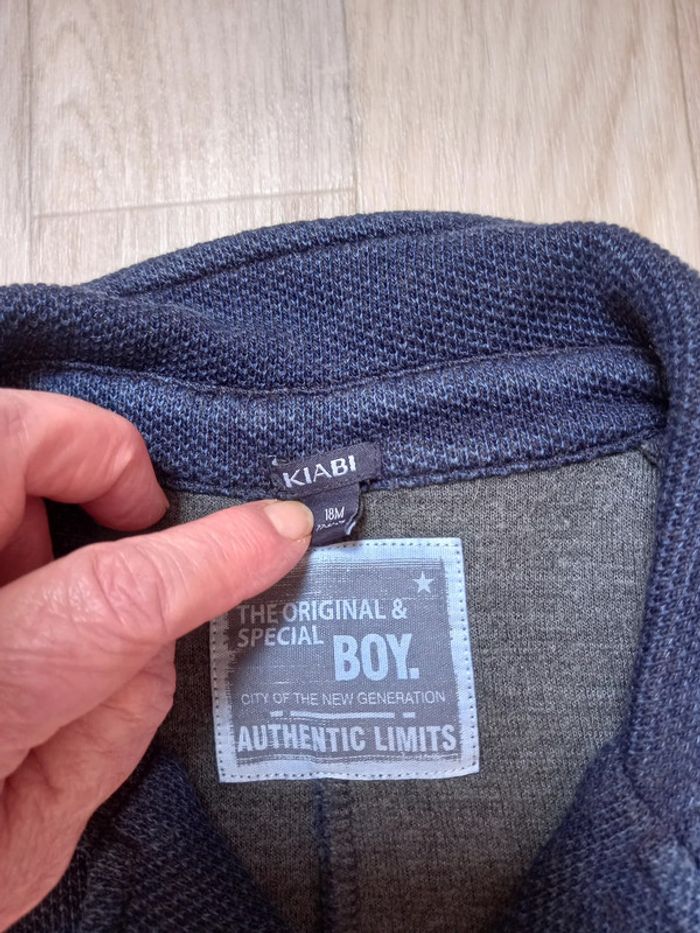 KIABI
18M
THE ORIGINAL &
SPECIAL BOY.
CITY OF THE NEW GENERATION
AUTHENTIC LIMITS